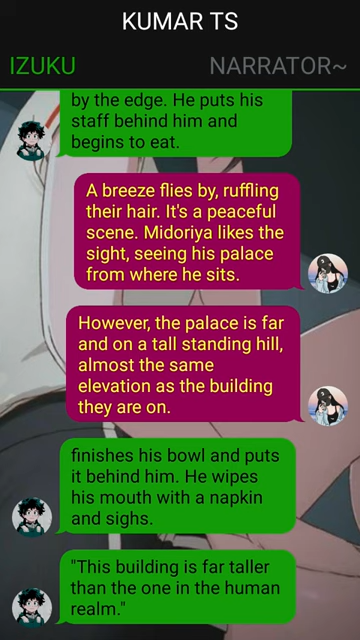 KUMAR TS
IZUKU NARRATOR~
by the edge. He puts his
staff behind him and
begins to eat.
A breeze flies by, ruffling
their hair. It's a peaceful
scene. Midoriya likes the
sight, seeing his palace
from where he sits.
However, the palace is far
and on a tall standing hill,
almost the same
elevation as the building
they are on.
finishes his bowl and puts
it behind him. He wipes
his mouth with a napkin
and sighs.
"This building is far taller
than the one in the human
realm."